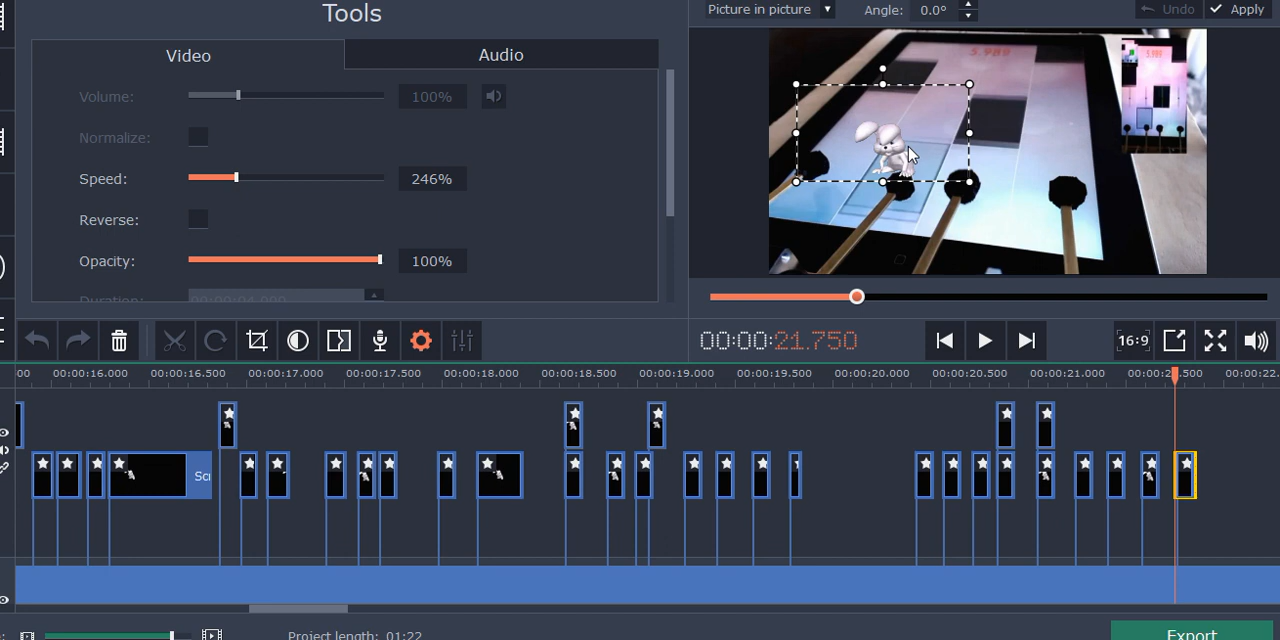 Tools
Picture in picture
Angle: 0.0°
Undo
Apply
Video
Audio
Volume: 100%
Normalize:
Speed: 246%
Reverse:
Opacity: 100%
Duration: 00:00:04.000
5.989
00:00:21.750
16:9
00 00:00:16.000 00:00:16.500 00:00:17.000 00:00:17.500 00:00:18.000 00:00:18.500 00:00:19.000 00:00:19.500 00:00:20.000 00:00:20.500 00:00:21.000 00:00:22.
Project length: 01:22
Export